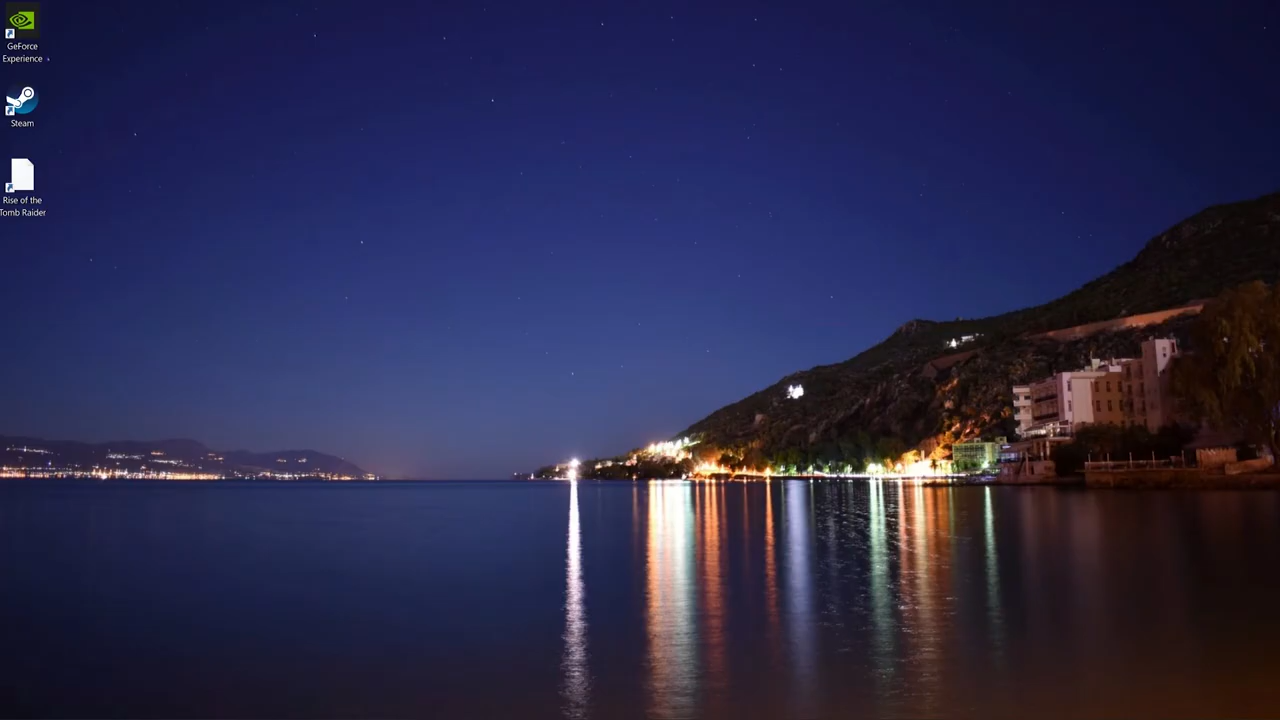 GeForce
Experience
Steam
Rise of the
Tomb Raider